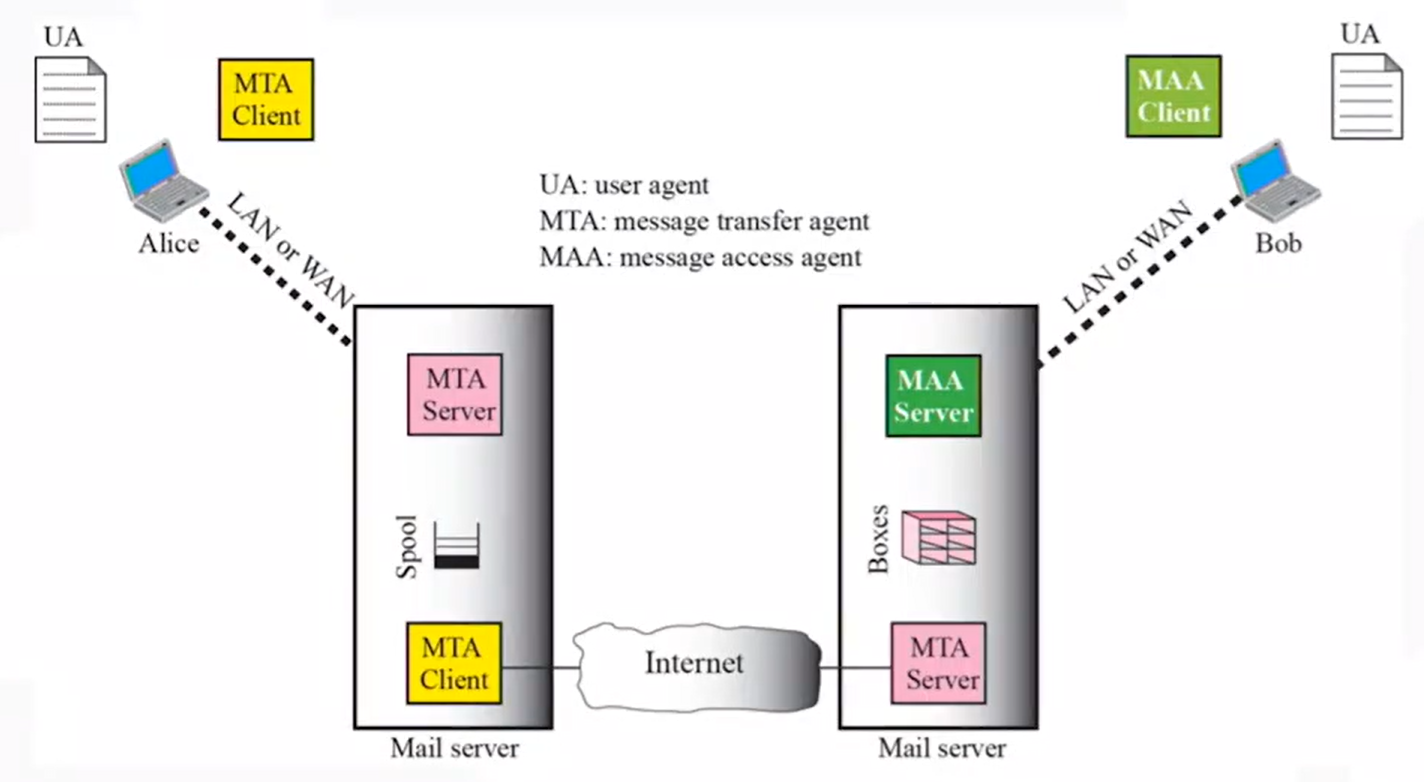 UA
MTA
Client
Alice
LAN or WAN
UA: user agent
MTA: message transfer agent
MAA: message access agent
MAA
Client
UA
Bob
LAN or WAN
MTA
Server
Spool
MTA
Client
Mail server
Internet
MAA
Server
Boxes
MTA
Server
Mail server